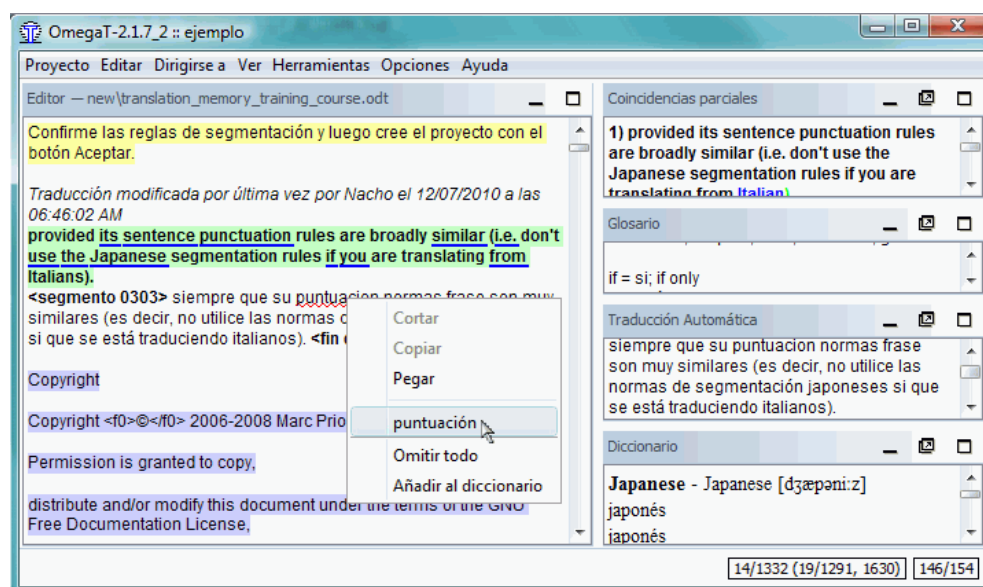 OmegaT-2.1.7_2 :: ejemplo
Proyecto Editar Dirigirse a Ver Herramientas Opciones Ayuda
Editor — new\translation_memory_training_course.odt
Confirme las reglas de segmentación y luego cree el proyecto con el
botón Aceptar.
Traducción modificada por última vez por Nacho el 12/07/2010 a las
06:46:02 AM
provided its sentence punctuation rules are broadly similar (i.e. don't
use the Japanese segmentation rules if you are translating from
Italians).
<segmento 0303> siempre que su puntuacion normas frase son muy
similares (es decir, no utilice las normas
si que se está traduciendo italianos). <fin
Copyright
Copyright <f0>©</f0> 2006-2008 Marc Prio
Permission is granted to copy,
distribute and/or modify this document under the terms of the GNU
Free Documentation License,
Cortar
Copiar
Pegar
puntuación
Omitir todo
Añadir al diccionario
Coincidencias parciales
1) provided its sentence punctuation rules
are broadly similar (i.e. don't use the
Japanese segmentation rules if you are
translating from Italian)
Glosario
if = si; if only
Traducción Automática
siempre que su puntuacion normas frase
son muy similares (es decir, no utilice las
normas de segmentación japoneses si que
se está traduciendo italianos).
Diccionario
Japanese - Japanese [dʒæpəni:z]
japonés
japonés
14/1332 (19/1291, 1630) 146/154